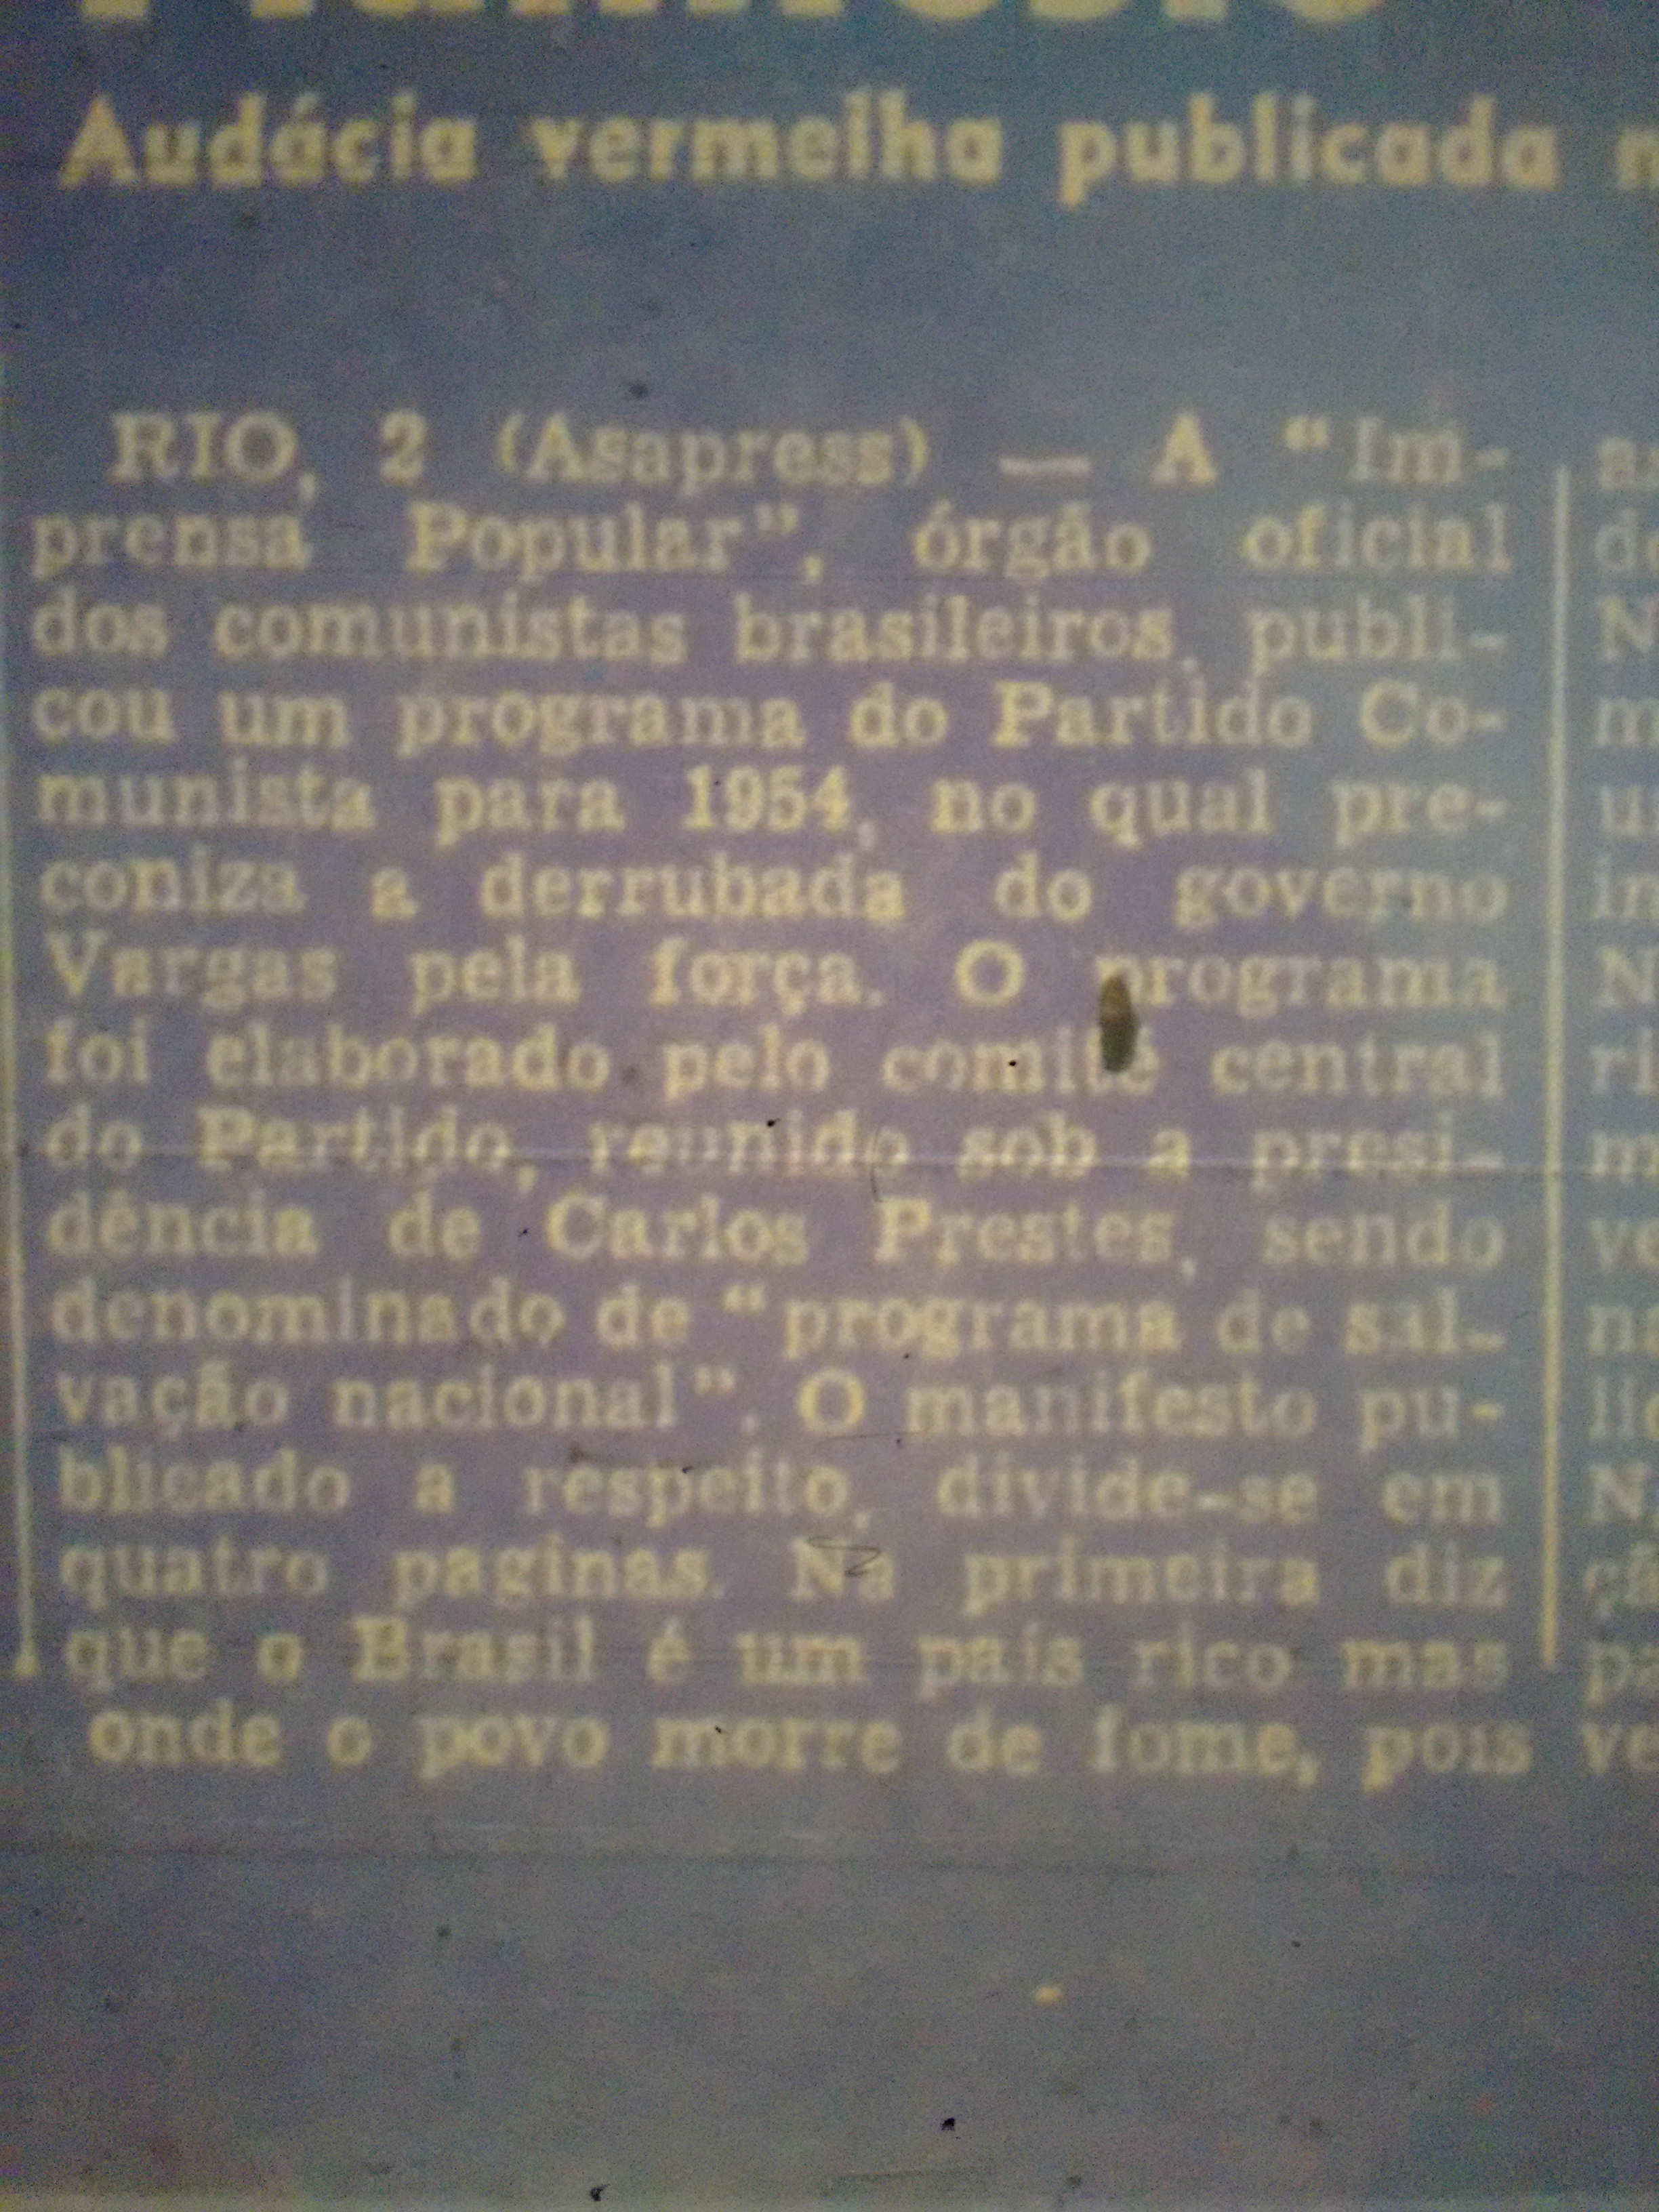 Audácia vermelha publicada
RIO, 2 (Asapress) — A "Im-
prensa Popular", órgão oficial
dos comunistas brasileiros, publi-
cou um programa do Partido Co-
munista para 1954, no qual pre-
coniza a derrubada do governo
Vargas pela força. O programa
foi elaborado pelo comitê central
do Partido, reunido sob a presi-
dência de Carlos Prestes, sendo
denominado de "programa de sal-
vação nacional". O manifesto pu-
blicado a respeito, divide-se em
quatro paginas. Na primeira diz
que o Brasil é um país rico mas
onde o povo morre de fome, pois